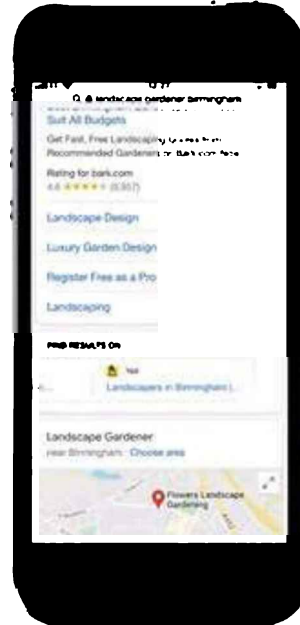 landscape gardener birmingham
Suit All Budgets
Get Fast, Free Landscaping Quotes from
Recommended Gardeners on Bark.com
Rating for bark.com
Landscape Design
Luxury Garden Design
Register Free as a Pro
Landscaping
FIND RESULTS ON
Yell
Landscapers in Birmingham |...
Landscape Gardener
near Birmingham · Choose area
Flowers Landscape
Gardening
A452